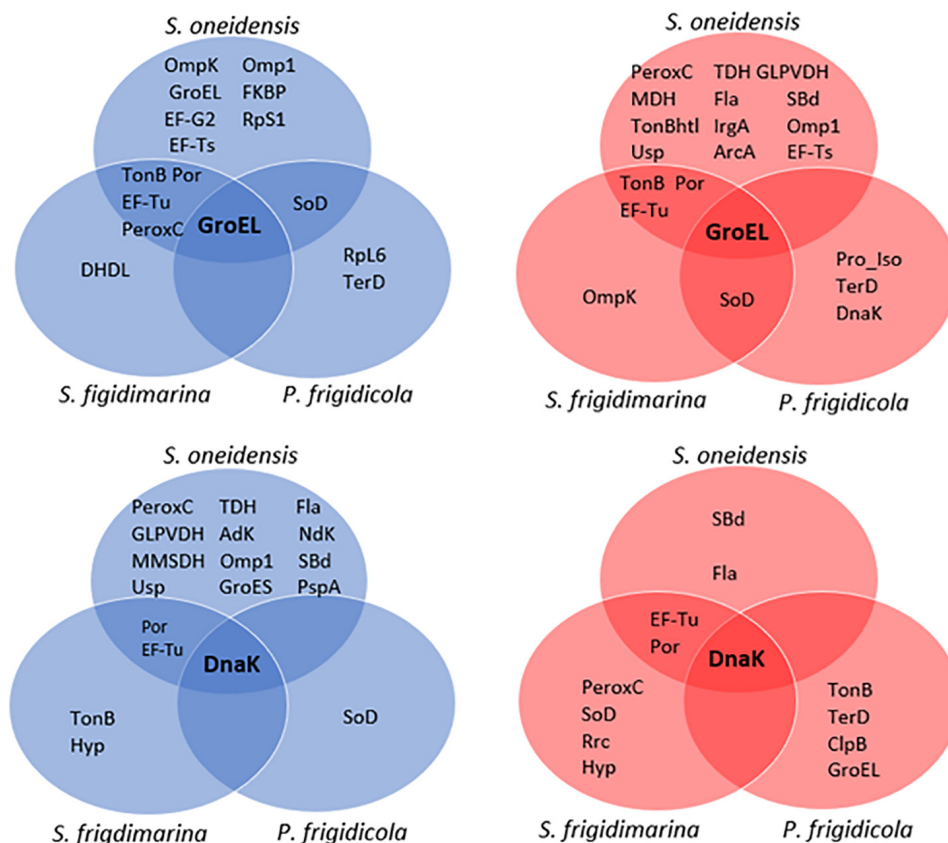 S. oneidensis
OmpK Omp1
GroEL FKBP
EF-G2 RpS1
EF-Ts
TonB Por
EF-Tu
PeroxC
GroEL
SoD
DHDL
RpL6
TerD
S. figidimarina
P. frigidicola
S. oneidensis
PeroxC TDH GLPVDH
MDH Fla SBd
TonBhtl IrgA Omp1
Usp ArcA EF-Ts
TonB Por
EF-Tu
GroEL
OmpK
SoD
Pro_Iso
TerD
DnaK
S. frigidimarina
P. frigidicola
S. oneidensis
PeroxC TDH Fla
GLPVDH AdK NdK
MMSDH Omp1 SBd
Usp GroES PspA
Por
EF-Tu
DnaK
TonB
Hyp
SoD
S. frigdimarina
P. frigidicola
S. oneidensis
SBd
Fla
EF-Tu
Por
DnaK
PeroxC
SoD
Rrc
Hyp
TonB
TerD
ClpB
GroEL
S. frigidimarina
P. frigidicola